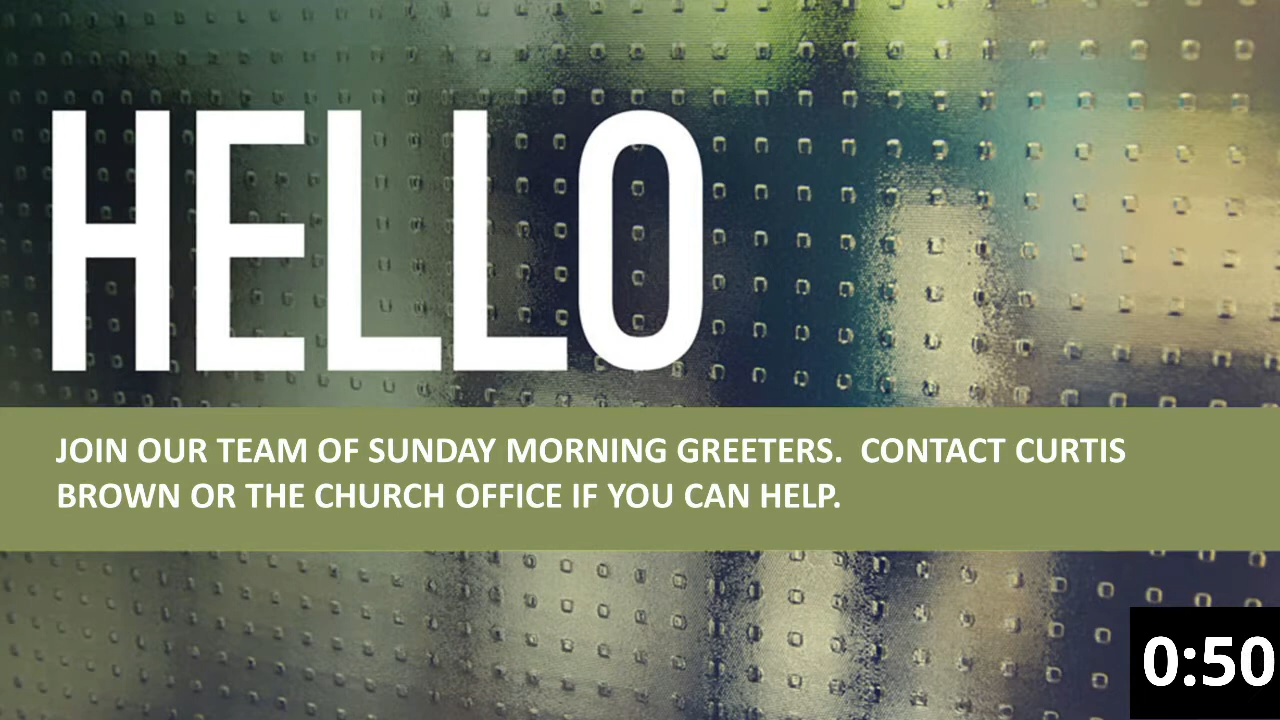 HELLO
JOIN OUR TEAM OF SUNDAY MORNING GREETERS.  CONTACT CURTIS
BROWN OR THE CHURCH OFFICE IF YOU CAN HELP.
0:50